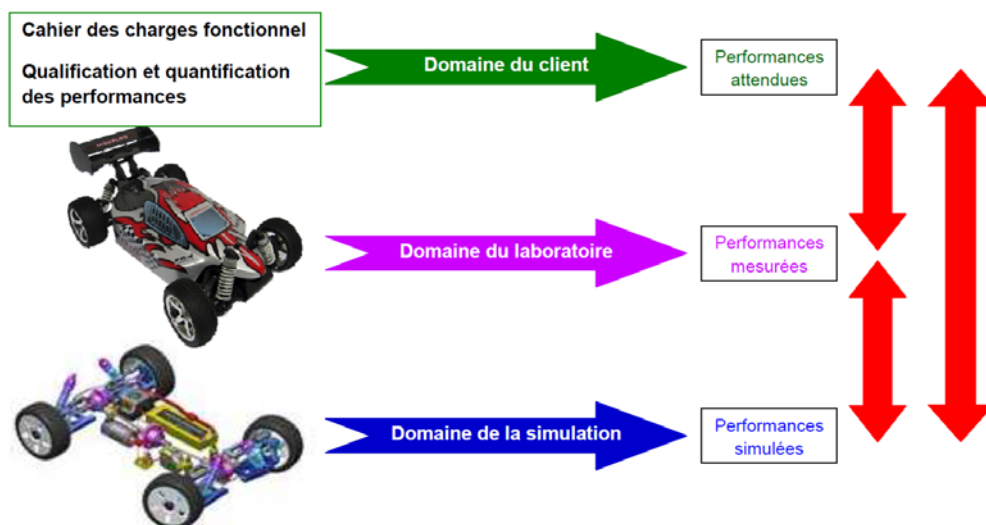 Cahier des charges fonctionnel
Qualification et quantification
des performances
Domaine du client
Performances
attendues
Domaine du laboratoire
Performances
mesurées
Domaine de la simulation
Performances
simulées